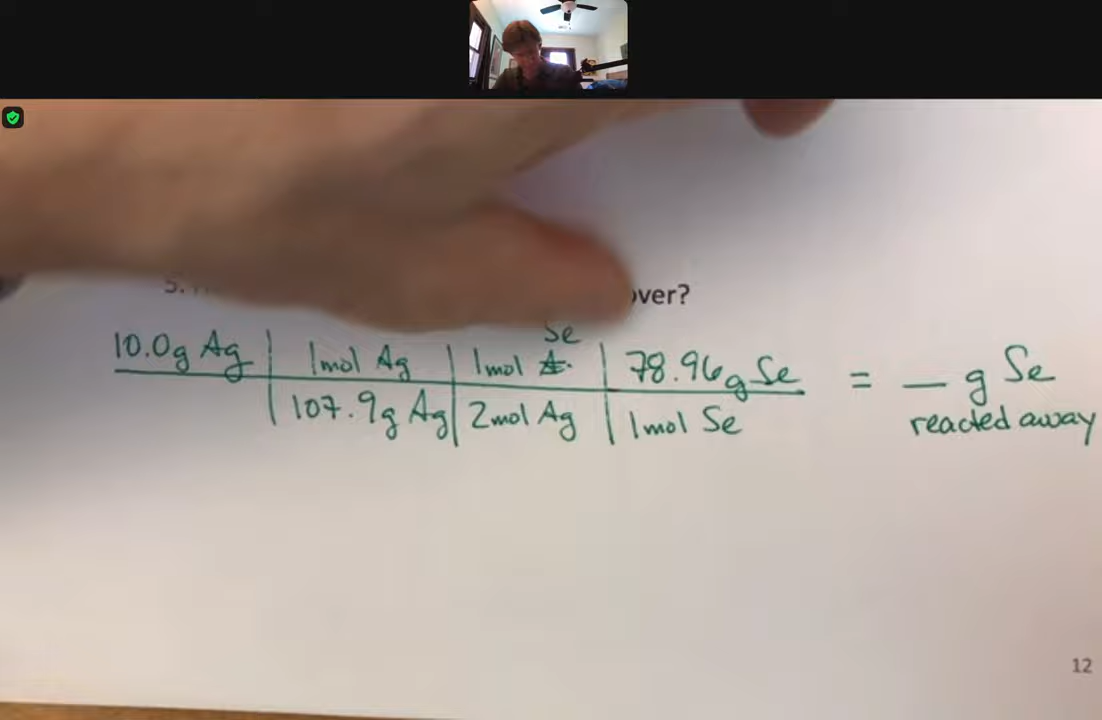 5.
over?
10.0g Ag | 1mol Ag | 1mol Se | 78.96g Se = _ g Se
107.9g Ag | 2mol Ag | 1mol Se reacted away
12